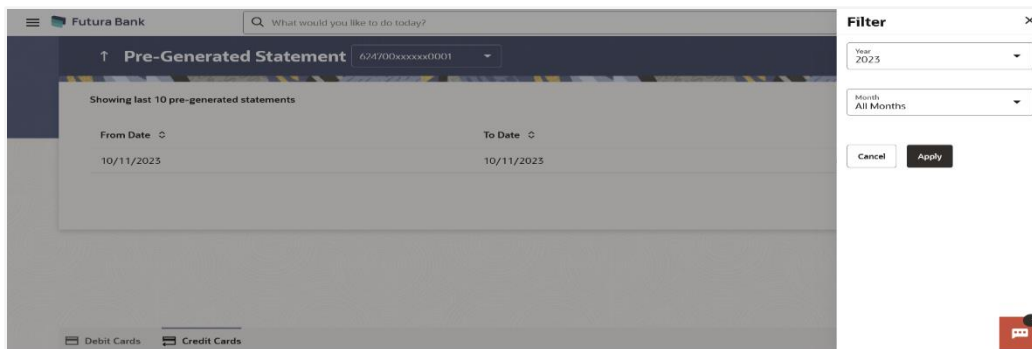 Futura Bank
What would you like to do today?
Pre-Generated Statement 624700xxxxxx0001
Showing last 10 pre-generated statements
From Date To Date
10/11/2023 10/11/2023
Debit Cards Credit Cards
Filter
Year
2023
Month
All Months
Cancel Apply